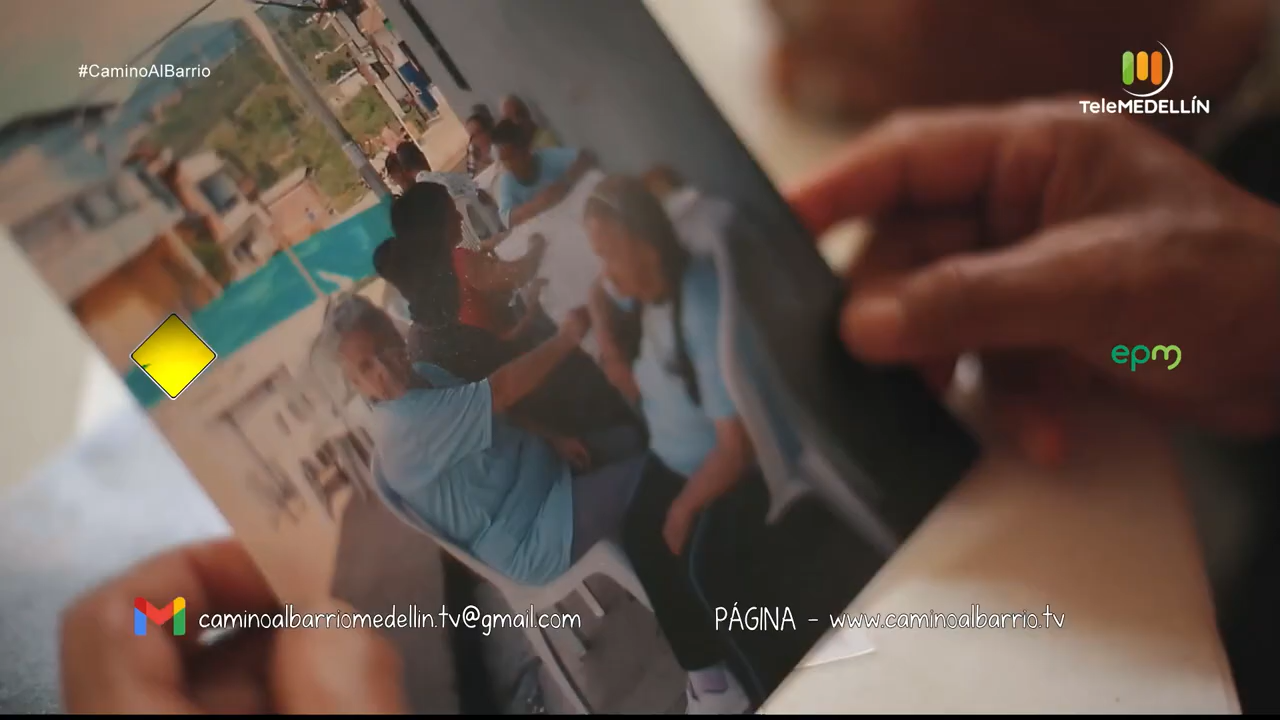 #CaminoAlBarrio
TeleMEDELLÍN
epm
caminoalbarriomedellin.tv@gmail.com
PÁGINA - www.caminoalbarrio.tv